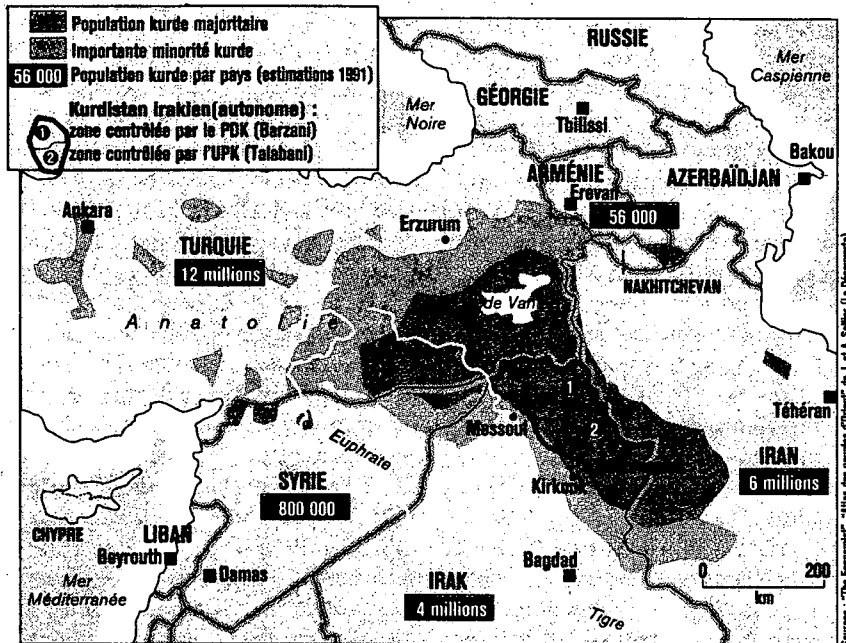 Population kurde majoritaire
Importante minorité kurde
56 000 Population kurde par pays (estimations 1991)
Kurdistan Irakien(autonome) :
1 zone contrôlée par le PDK (Barzani)
2 zone contrôlée par l'UPK (Talabani)
RUSSIE
Mer
Caspienne
GÉORGIE
Mer
Noire
Tbilissi
ARMÉNIE
AZERBAÏDJAN
Bakou
Erevan
56 000
Ankara
Erzurum
TURQUIE
12 millions
NAKHITCHEVAN
de Van
Anatolie
1
2
Téhéran
Mossoul
Euphrate
IRAN
6 millions
SYRIE
800 000
Kirkouk
CHYPRE
LIBAN
Beyrouth
Damas
Bagdad
Mer
Méditerranée
IRAK
4 millions
Tigre
0 200
km